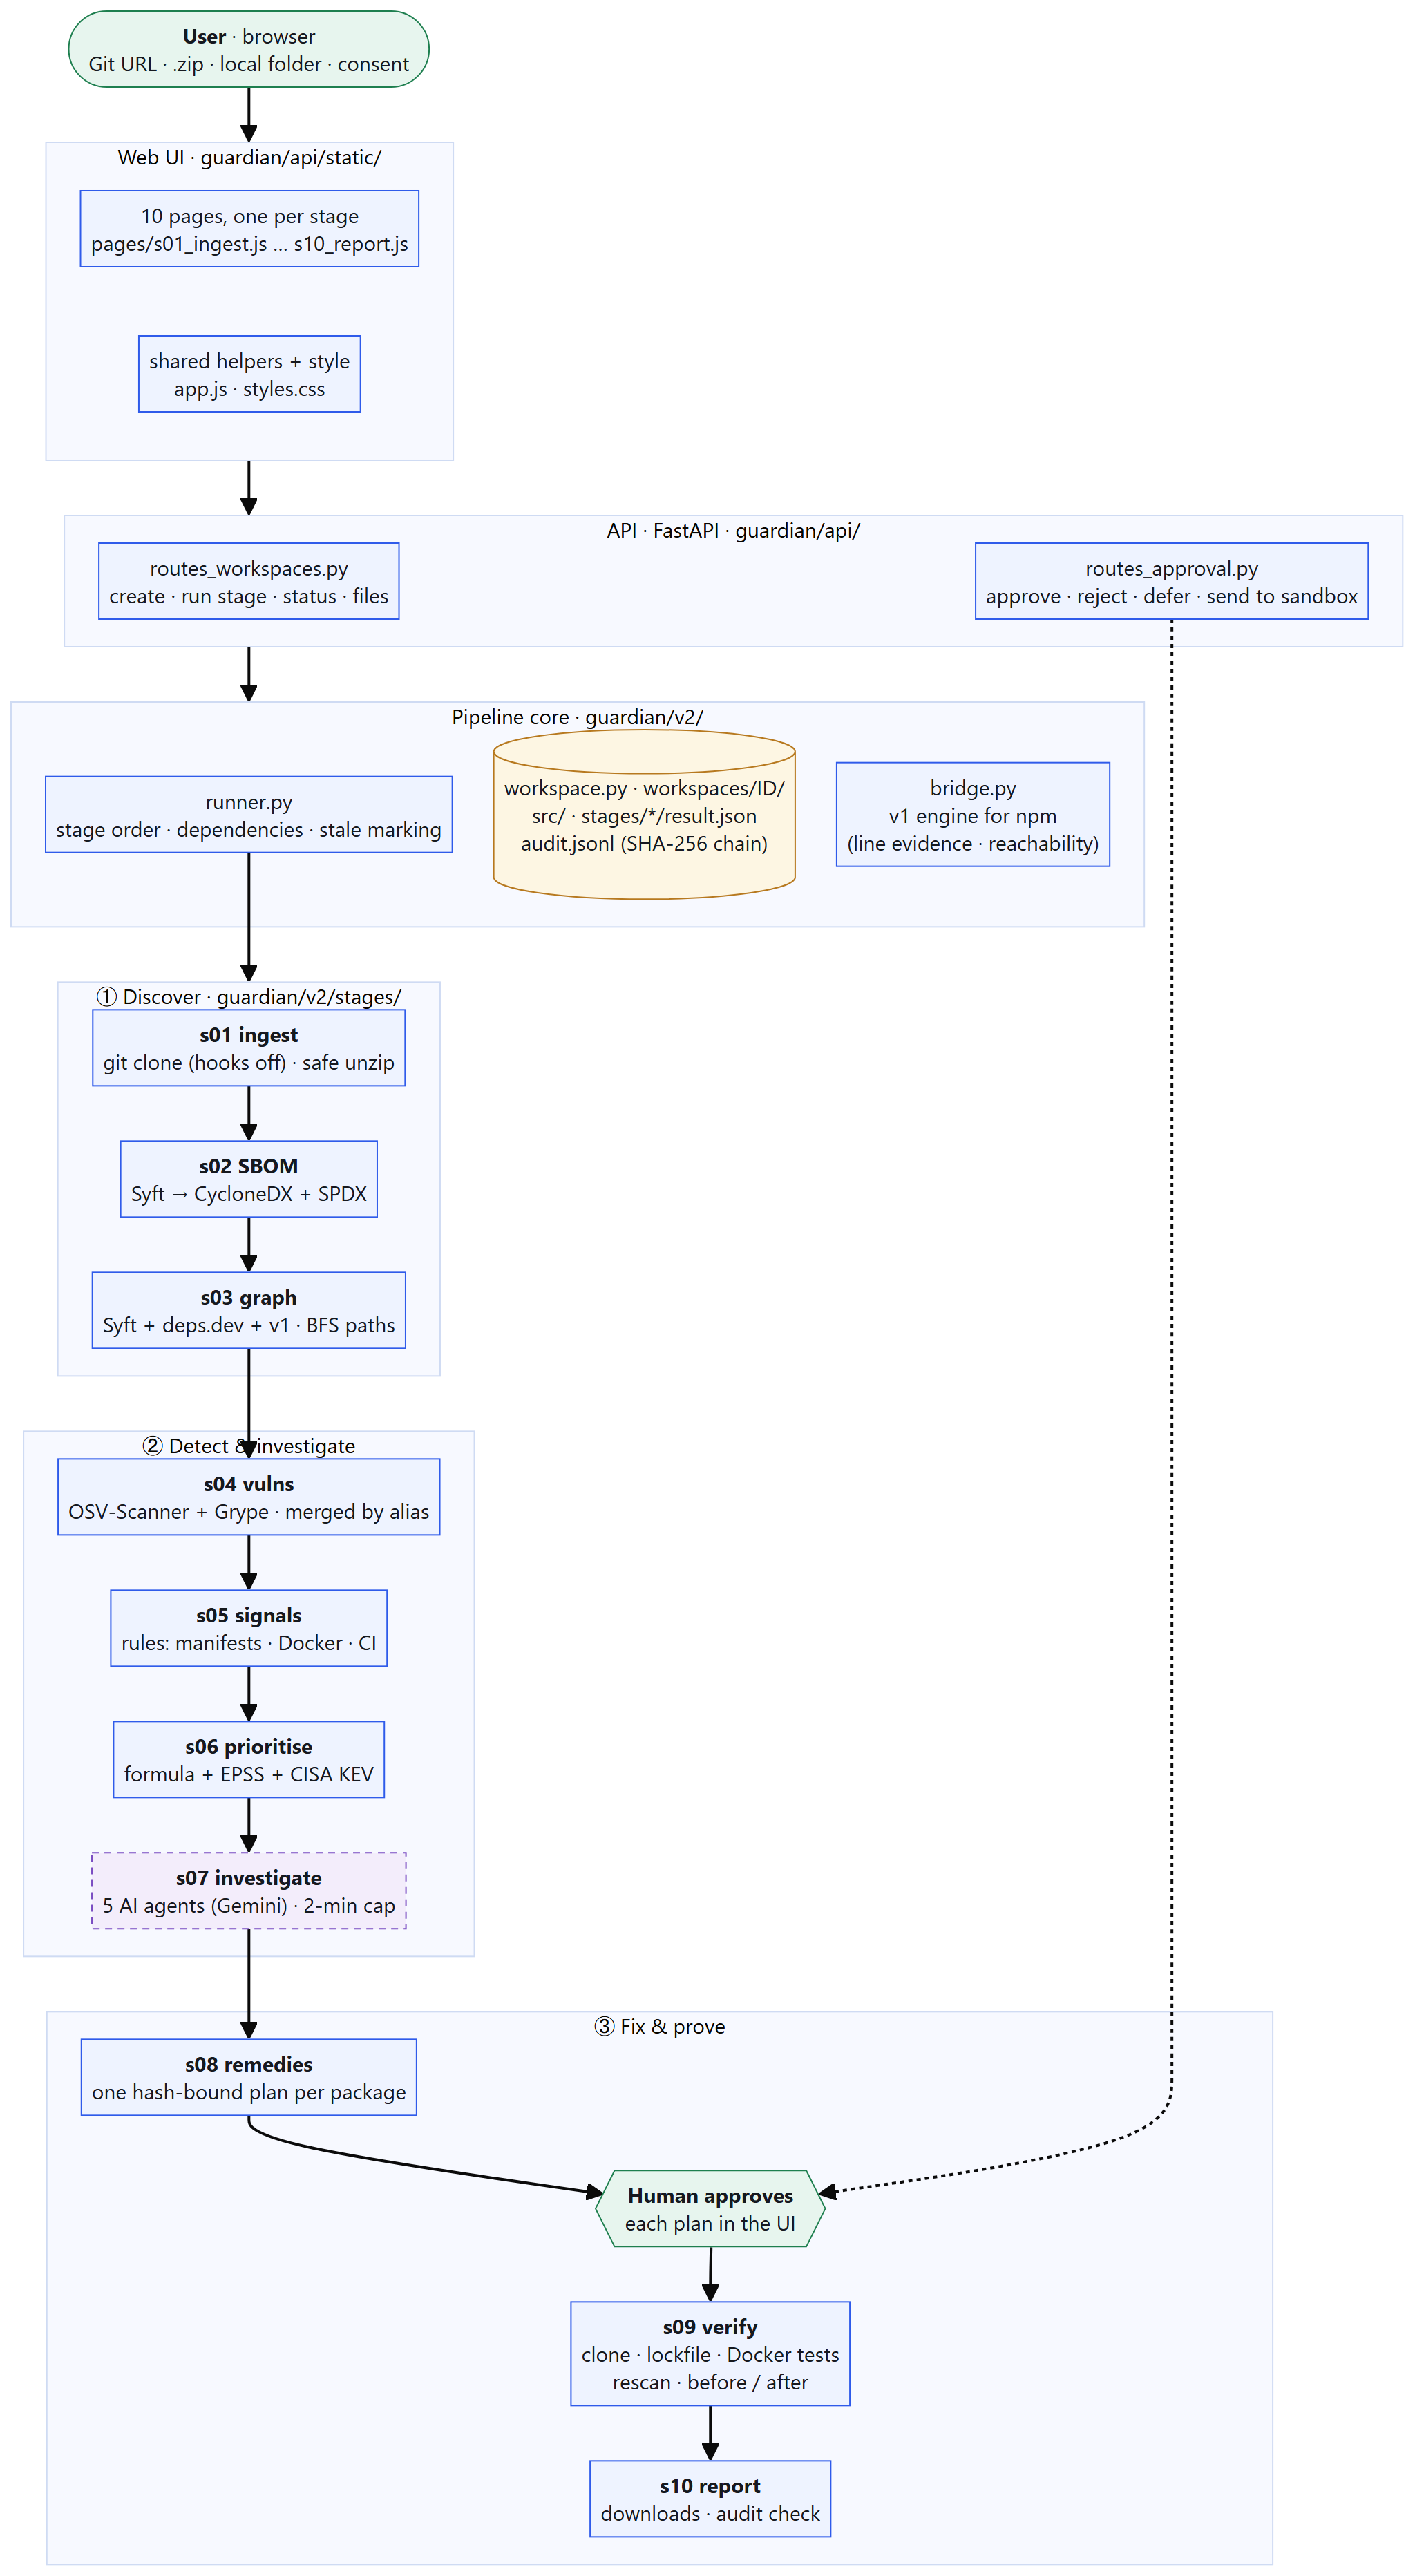 User · browser
Git URL · .zip · local folder · consent
Web UI · guardian/api/static/
10 pages, one per stage
pages/s01_ingest.js ... s10_report.js
shared helpers + style
app.js · styles.css
API · FastAPI · guardian/api/
routes_workspaces.py
create · run stage · status · files
routes_approval.py
approve · reject · defer · send to sandbox
Pipeline core · guardian/v2/
runner.py
stage order · dependencies · stale marking
workspace.py · workspaces/ID/
src/ · stages/*/result.json
audit.jsonl (SHA-256 chain)
bridge.py
v1 engine for npm
(line evidence · reachability)
① Discover · guardian/v2/stages/
s01 ingest
git clone (hooks off) · safe unzip
s02 SBOM
Syft → CycloneDX + SPDX
s03 graph
Syft + deps.dev + v1 · BFS paths
② Detect & investigate
s04 vulns
OSV-Scanner + Grype · merged by alias
s05 signals
rules: manifests · Docker · CI
s06 prioritise
formula + EPSS + CISA KEV
s07 investigate
5 AI agents (Gemini) · 2-min cap
③ Fix & prove
s08 remedies
one hash-bound plan per package
Human approves
each plan in the UI
s09 verify
clone · lockfile · Docker tests
rescan · before / after
s10 report
downloads · audit check